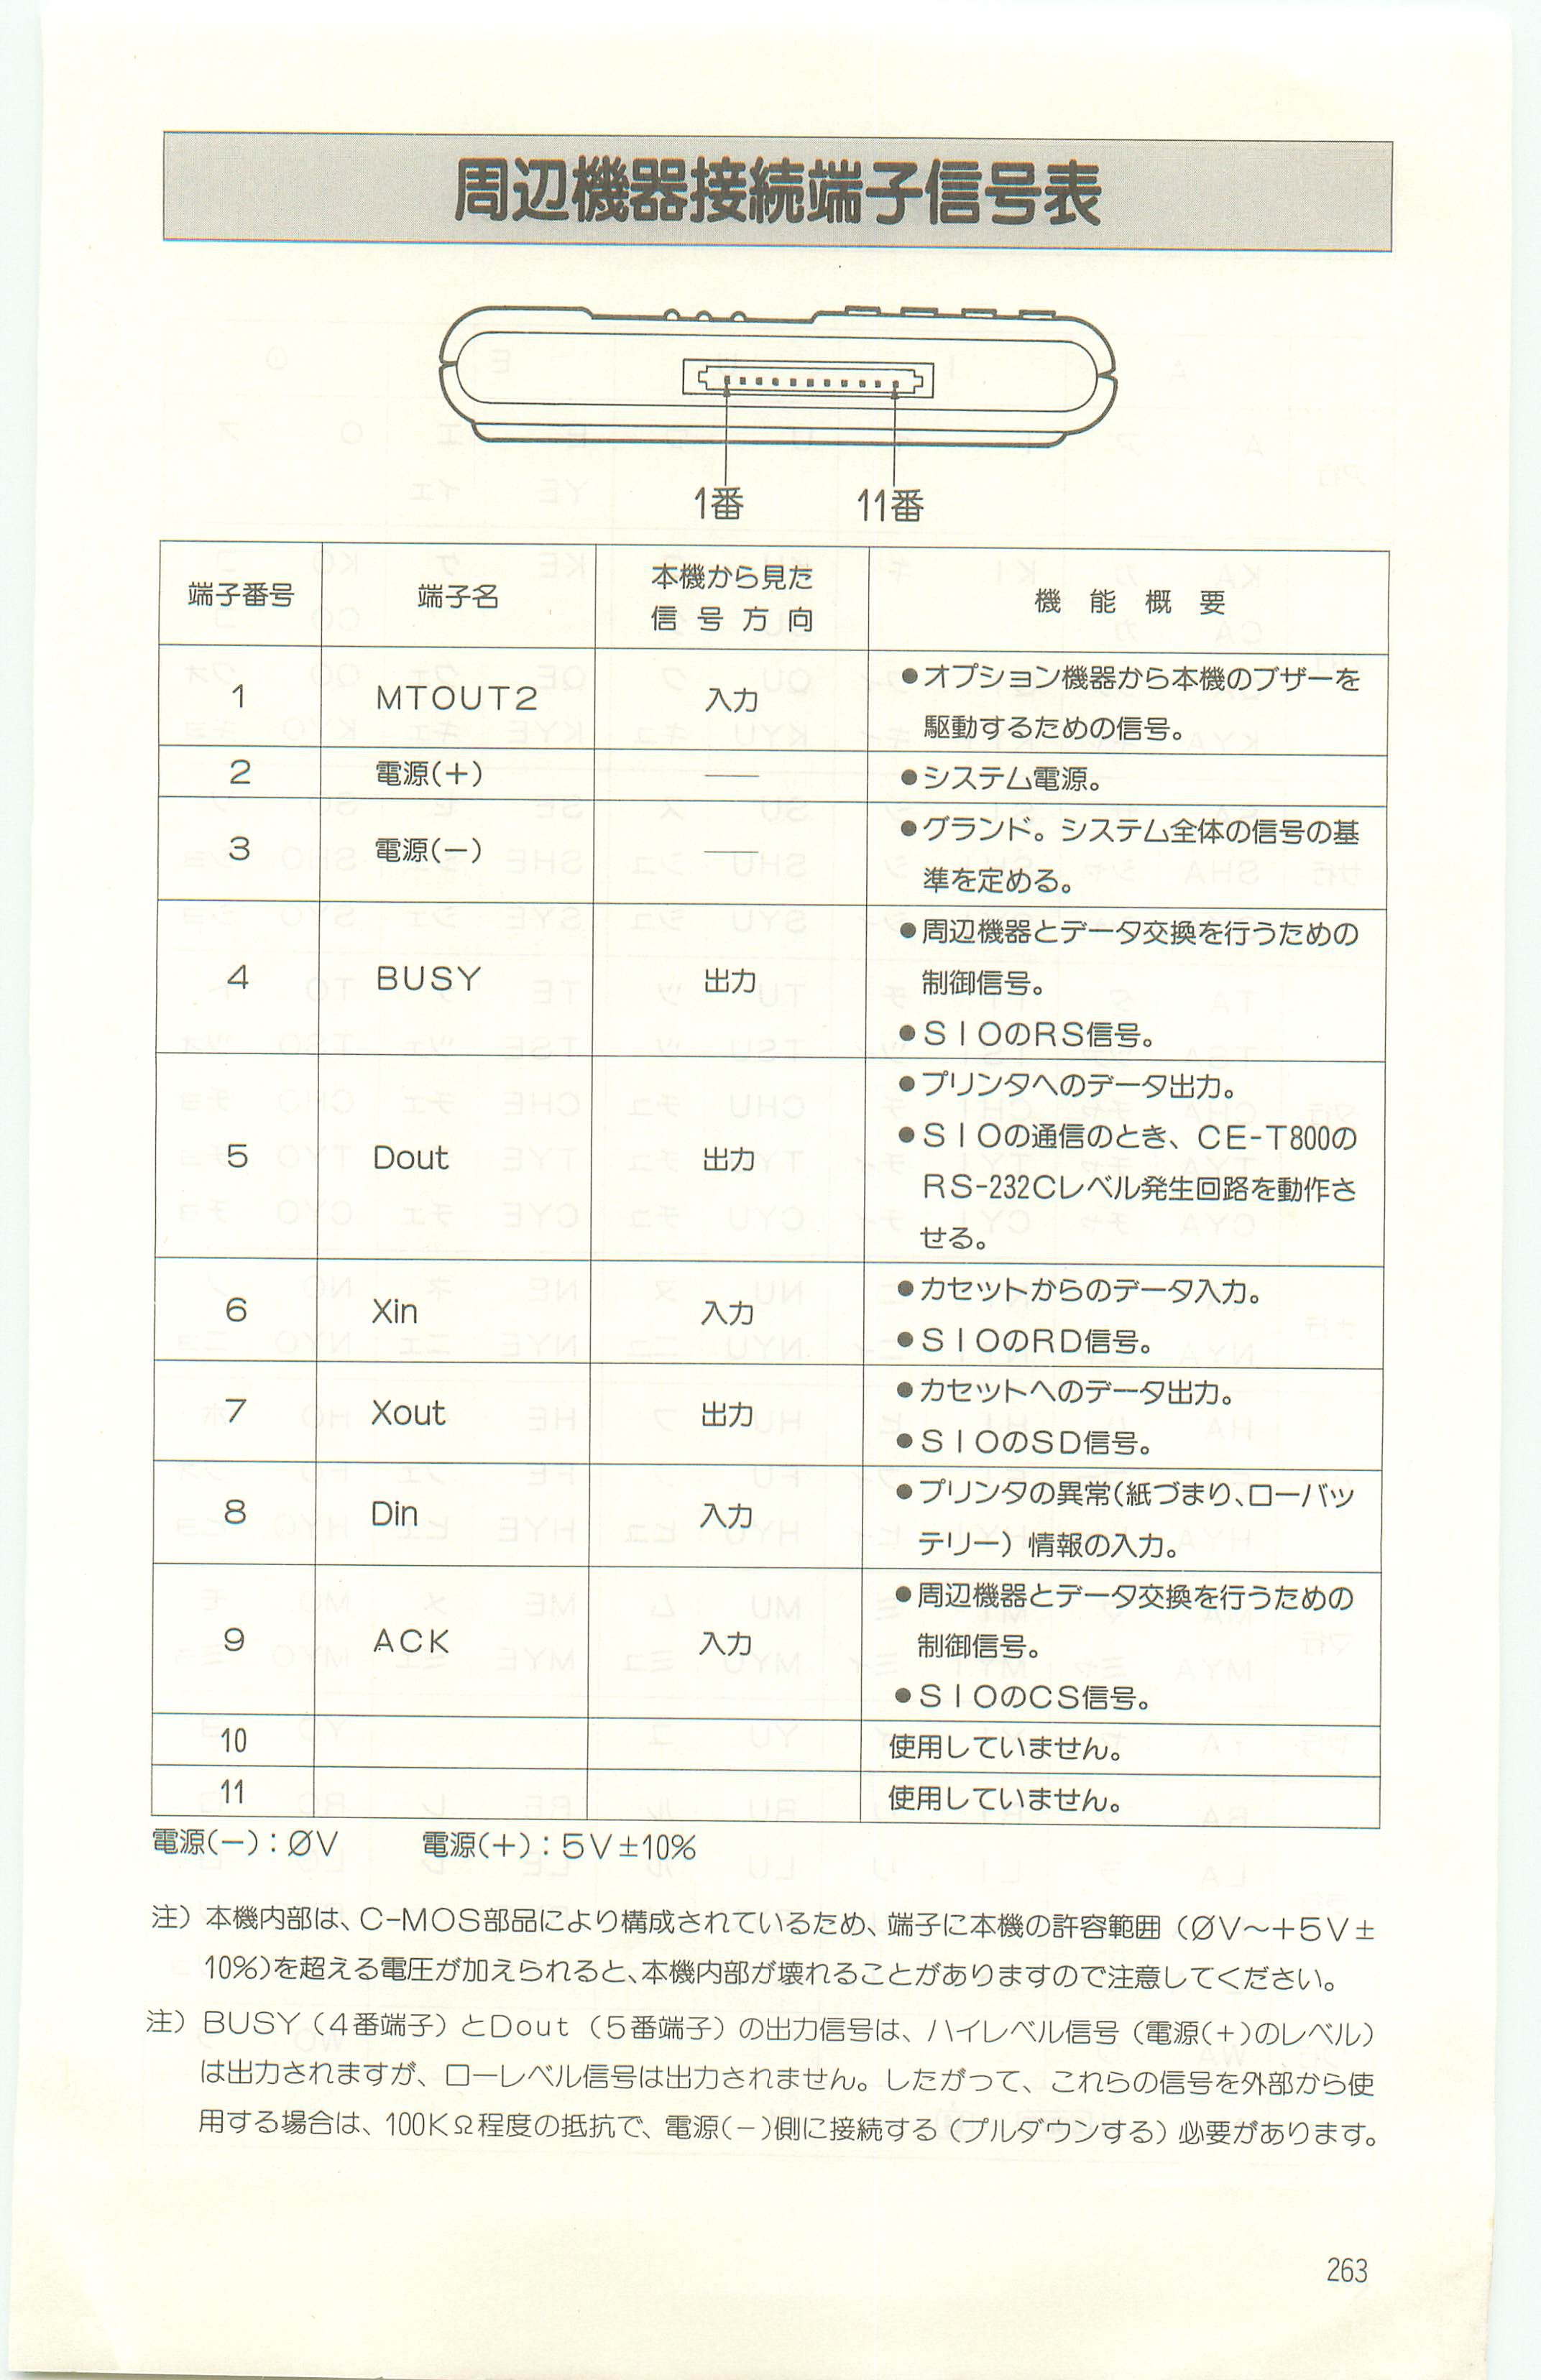 周辺機器接続端子信号表
1番 11番
端子番号 端子名 本機から見た信号方向 機能概要
1 MTOUT2 入力 ●オプション機器から本機のブザーを
駆動するための信号。
2 電源(+) — ●システム電源。
3 電源(−) — ●グランド。システム全体の信号の基
準を定める。
4 BUSY 出力 ●周辺機器とデータ交換を行うための
制御信号。
●SIOのRS信号。
5 Dout 出力 ●プリンタへのデータ出力。
●SIOの通信のとき、CE-T800の
RS-232Cレベル発生回路を動作さ
せる。
6 Xin 入力 ●カセットからのデータ入力。
●SIOのRD信号。
7 Xout 出力 ●カセットへのデータ出力。
●SIOのSD信号。
8 Din 入力 ●プリンタの異常(紙づまり、ローバッ
テリー)情報の入力。
9 ACK 入力 ●周辺機器とデータ交換を行うための
制御信号。
●SIOのCS信号。
10 使用していません。
11 使用していません。
電源(−):ØV 電源(+):5V±10%
注)本機内部は、C-MOS部品により構成されているため、端子に本機の許容範囲(ØV〜+5V±
10%)を超える電圧が加えられると、本機内部が壊れることがありますので注意してください。
注)BUSY(4番端子)とDout(5番端子)の出力信号は、ハイレベル信号(電源(+)のレベル)
は出力されますが、ローレベル信号は出力されません。したがって、これらの信号を外部から使
用する場合は、100KΩ程度の抵抗で、電源(−)側に接続する(プルダウンする)必要があります。
263